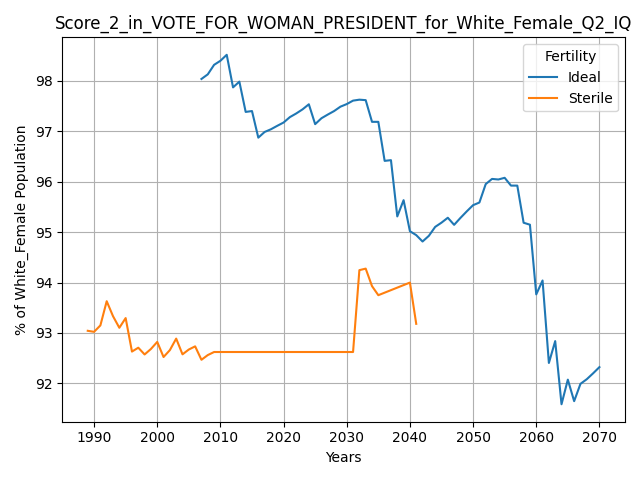 Score_2_in_VOTE_FOR_WOMAN_PRESIDENT_for_White_Female_Q2_IQ
Fertility
Ideal
Sterile
% of White_Female Population
98
97
96
95
94
93
92
1990
2000
2010
2020
2030
2040
2050
2060
2070
Years